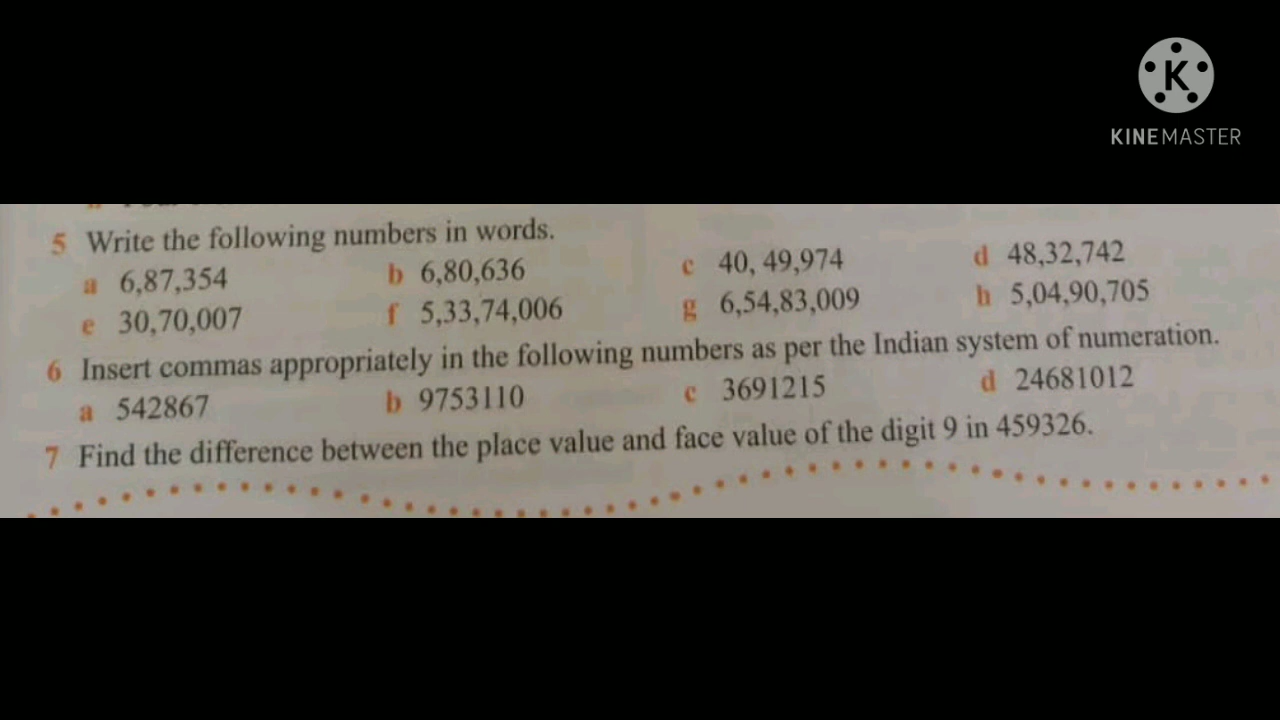 K
KINEMASTER
5 Write the following numbers in words.
a 6,87,354 b 6,80,636 c 40, 49,974 d 48,32,742
e 30,70,007 f 5,33,74,006 g 6,54,83,009 h 5,04,90,705
6 Insert commas appropriately in the following numbers as per the Indian system of numeration.
a 542867 b 9753110 c 3691215 d 24681012
7 Find the difference between the place value and face value of the digit 9 in 459326.